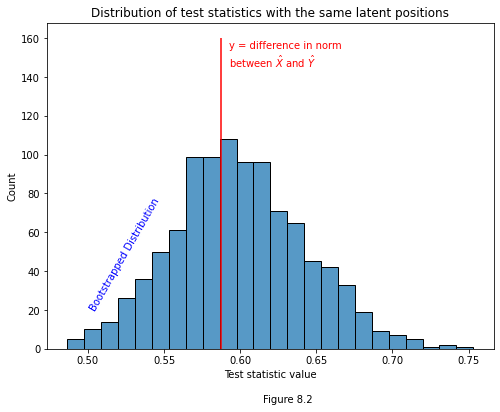 Distribution of test statistics with the same latent positions
160
140
120
100
80
60
40
20
0
Count
y = difference in norm
between X̂ and Ŷ
Bootstrapped Distribution
0.50 0.55 0.60 0.65 0.70 0.75
Test statistic value
Figure 8.2